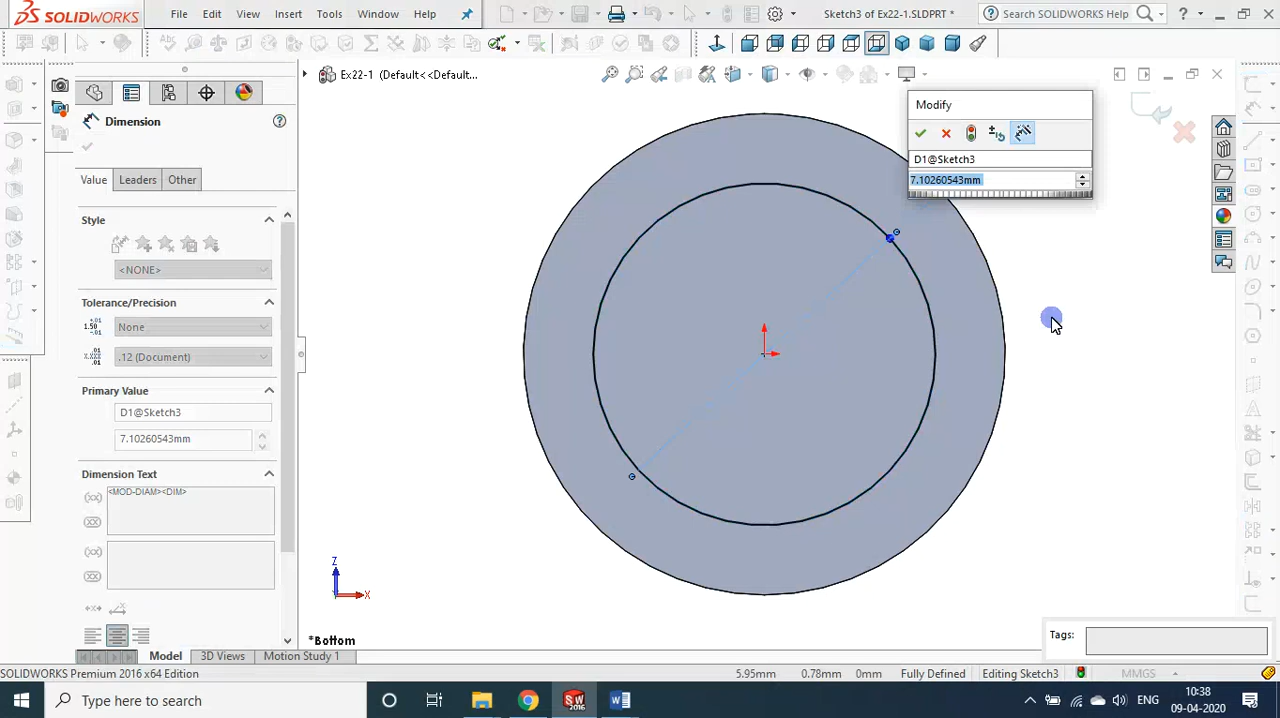 SOLIDWORKS
File
Edit
View
Insert
Tools
Window
Help
Sketch3 of Ex22-1.SLDPRT *
Search SOLIDWORKS Help
?
Ex22-1 (Default<<Default...
Dimension
Value
Leaders
Other
Style
<NONE>
Tolerance/Precision
None
.12 (Document)
Primary Value
D1@Sketch3
7.10260543mm
Dimension Text
<MOD-DIAM><DIM>
Modify
D1@Sketch3
7.10260543mm
Z
X
*Bottom
Tags:
Model
3D Views
Motion Study 1
SOLIDWORKS Premium 2016 x64 Edition
5.95mm
0.78mm
0mm
Fully Defined
Editing Sketch3
MMGS
Type here to search
ENG
10:38
09-04-2020